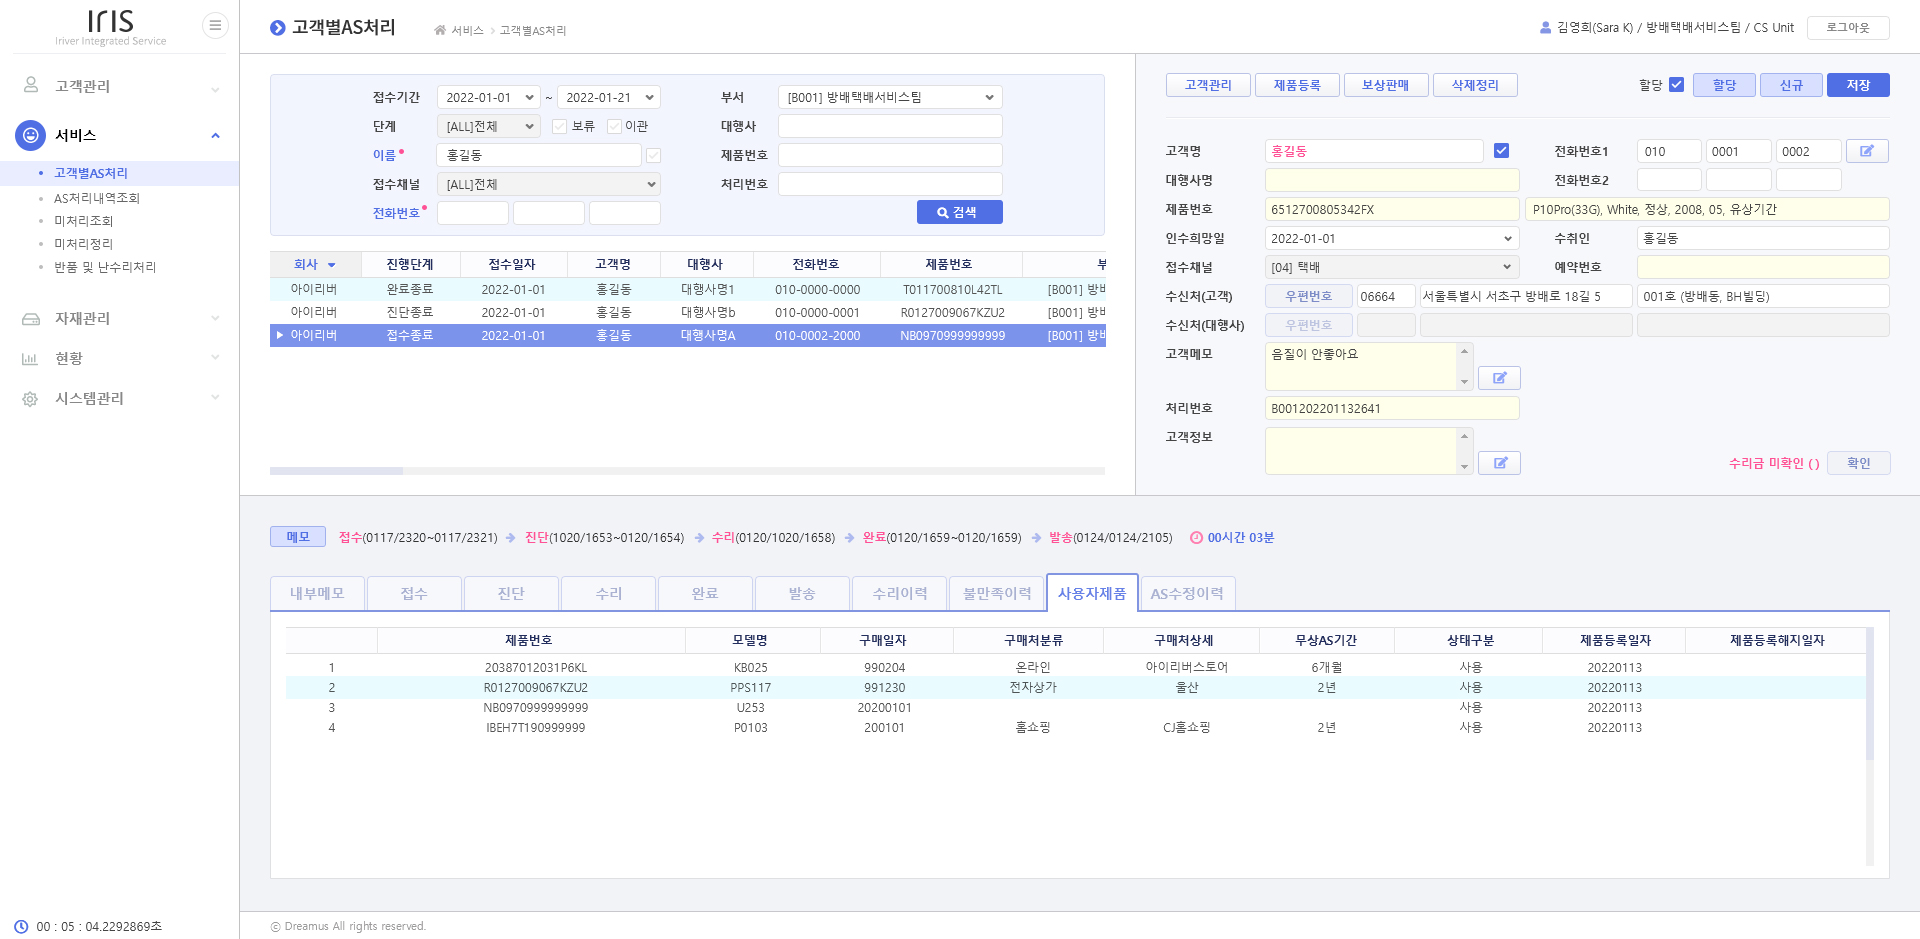 IRIS
Iriver Integrated Service
고객관리
서비스
고객별AS처리
AS처리내역조회
미처리조회
미처리정리
반품 및 난수리처리
자재관리
현황
시스템관리
00 : 05 : 04.2292869초
고객별AS처리
서비스 > 고객별AS처리
김영희(Sara K) / 방배택배서비스팀 / CS Unit 로그아웃
접수기간 2022-01-01 ~ 2022-01-21 부서 [B001] 방배택배서비스팀
단계 [ALL]전체 보류 이관 대행사
이름 홍길동 제품번호
접수채널 [ALL]전체 처리번호
전화번호 검색
회사 진행단계 접수일자 고객명 대행사 전화번호 제품번호
아이리버 완료종료 2022-01-01 홍길동 대행사명1 010-0000-0000 T011700810L42TL [B001] 방배
아이리버 진단종료 2022-01-01 홍길동 대행사명b 010-0000-0001 R0127009067KZU2 [B001] 방배
아이리버 접수종료 2022-01-01 홍길동 대행사명A 010-0002-2000 NB0970999999999 [B001] 방배
고객관리 제품등록 보상판매 삭제정리 할당 할당 신규 저장
고객명 홍길동 전화번호1 010 0001 0002
대행사명 전화번호2
제품번호 6512700805342FX P10Pro(33G), White, 정상, 2008, 05, 유상기간
인수희망일 2022-01-01 수취인 홍길동
접수채널 [04] 택배 예약번호
수신처(고객) 우편번호 06664 서울특별시 서초구 방배로 18길 5 001호 (방배동, BH빌딩)
수신처(대행사) 우편번호
고객메모 음질이 안좋아요
처리번호 B001202201132641
고객정보
수리금 미확인 ( ) 확인
메모 접수(0117/2320~0117/2321) 진단(1020/1653~0120/1654) 수리(0120/1020/1658) 완료(0120/1659~0120/1659) 발송(0124/0124/2105) 00시간 03분
내부메모 접수 진단 수리 완료 발송 수리이력 불만족이력 사용자제품 AS수정이력
제품번호 모델명 구매일자 구매처분류 구매처상세 무상AS기간 상태구분 제품등록일자 제품등록해지일자
1 20387012031P6KL KB025 990204 온라인 아이리버스토어 6개월 사용 20220113
2 R0127009067KZU2 PPS117 991230 전자상가 울산 2년 사용 20220113
3 NB0970999999999 U253 20200101 사용 20220113
4 IBEH7T190999999 P0103 200101 홈쇼핑 CJ홈쇼핑 2년 사용 20220113
ⓒ Dreamus All rights reserved.